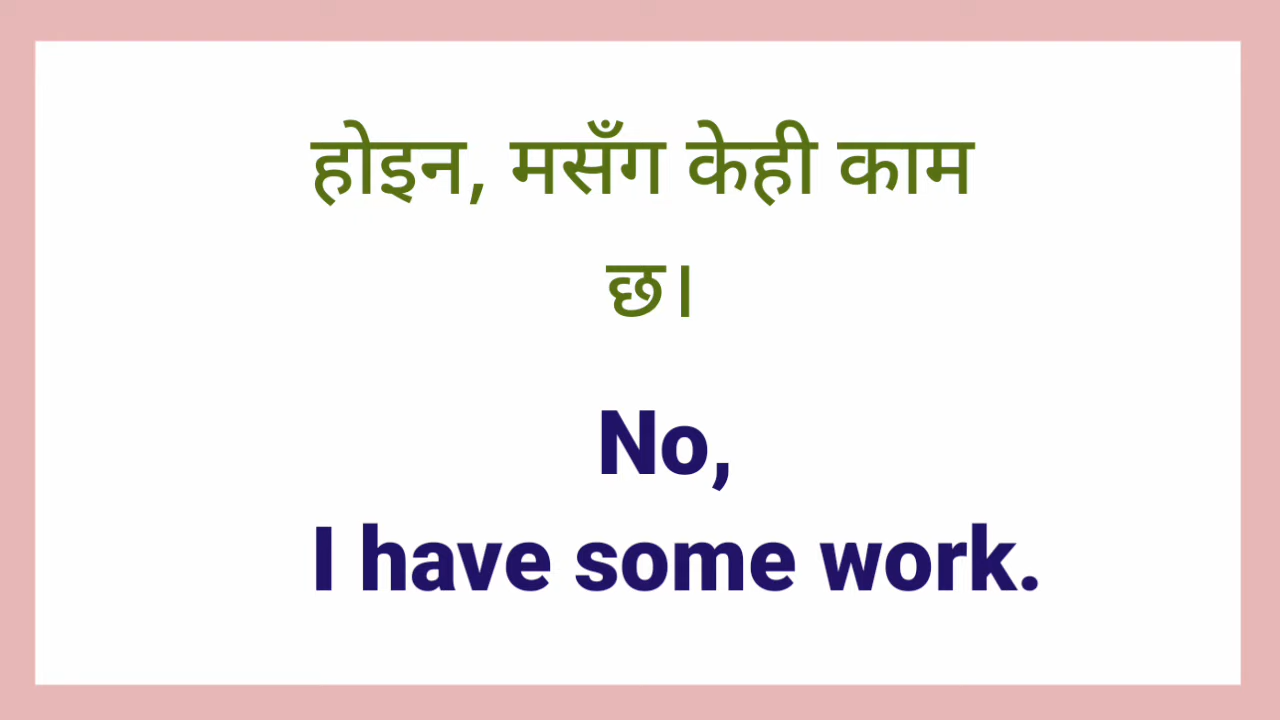 होइन, मसँग केही काम
छ।
No,
I have some work.